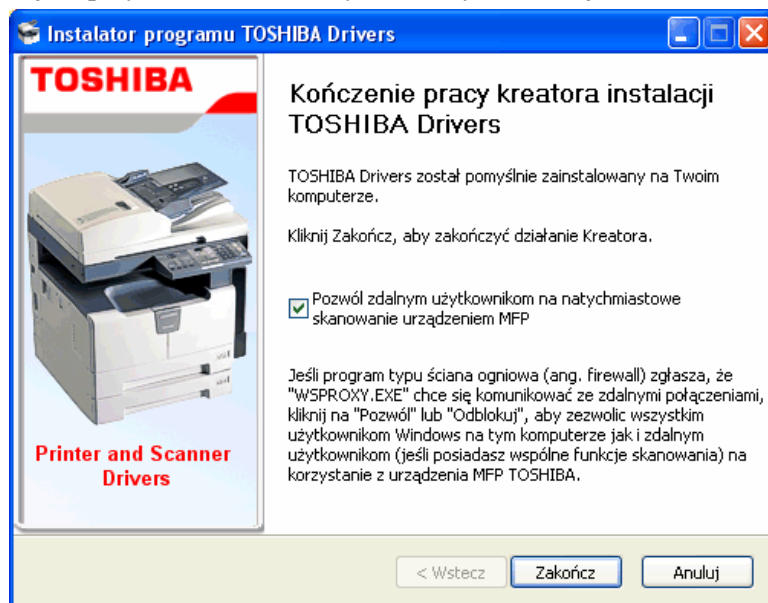 Instalator programu TOSHIBA Drivers
TOSHIBA
Kończenie pracy kreatora instalacji
TOSHIBA Drivers
TOSHIBA Drivers został pomyślnie zainstalowany na Twoim
komputerze.
Kliknij Zakończ, aby zakończyć działanie Kreatora.
Pozwól zdalnym użytkownikom na natychmiastowe
skanowanie urządzeniem MFP
Jeśli program typu ściana ogniowa (ang. firewall) zgłasza, że
"WSPROXY.EXE" chce się komunikować ze zdalnymi połączeniami,
kliknij na "Pozwól" lub "Odblokuj", aby zezwolic wszystkim
użytkownikom Windows na tym komputerze jak i zdalnym
użytkownikom (jeśli posiadasz wspólne funkcje skanowania) na
korzystanie z urządzenia MFP TOSHIBA.
Printer and Scanner
Drivers
< Wstecz
Zakończ
Anuluj